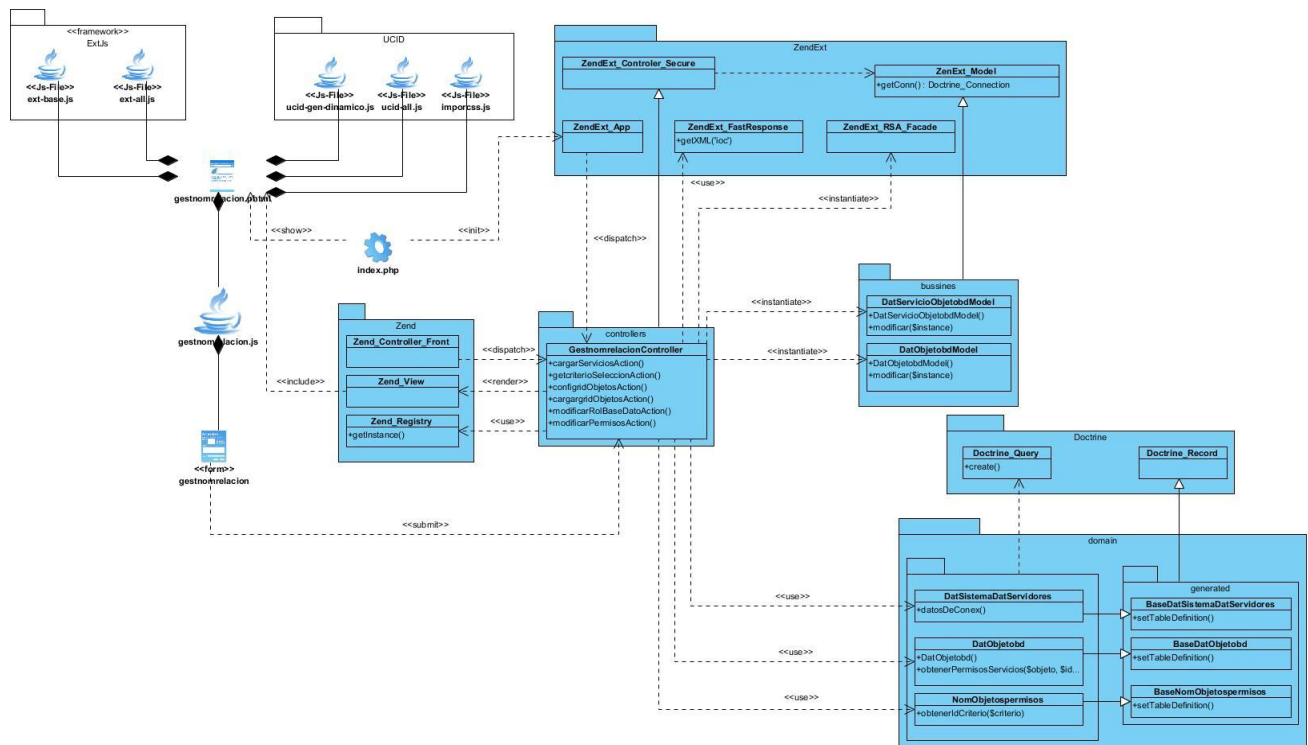 <<framework>>
ExtJs
<<Js-File>>
ext-base.js
<<Js-File>>
ext-all.js
UCID
<<Js-File>>
ucid-gen-dinamico.js
<<Js-File>>
ucid-all.js
<<Js-File>>
imporcss.js
ZendExt
ZendExt_Controler_Secure
ZenExt_Model
+getConn() : Doctrine_Connection
ZendExt_App
ZendExt_FastResponse
+getXML('ioc')
ZendExt_RSA_Facade
<<use>>
<<instantiate>>
gestnomrelacion.phtml
<<show>>
<<init>>
<<dispatch>>
index.php
gestnomrelacion.js
bussines
DatServicioObjetobdModel
+DatServicioObjetobdModel()
+modificar($instance)
DatObjetobdModel
+DatObjetobdModel()
+modificar($instance)
<<instantiate>>
<<instantiate>>
Zend
Zend_Controller_Front
Zend_View
Zend_Registry
+getInstance()
<<dispatch>>
<<include>>
<<render>>
<<use>>
controllers
GestnomrelacionController
+cargarServiciosAction()
+getcriterioSeleccionAction()
+configridObjetosAction()
+cargargridObjetosAction()
+modificarRolBaseDatoAction()
+modificarPermisosAction()
<<form>>
gestnomrelacion
<<submit>>
Doctrine
Doctrine_Query
+create()
Doctrine_Record
domain
generated
DatSistemaDatServidores
+datosDeConex()
BaseDatSistemaDatServidores
+setTableDefinition()
<<use>>
DatObjetobd
+DatObjetobd()
+obtenerPermisosServicios($objeto, $id...
BaseDatObjetobd
+setTableDefinition()
<<use>>
NomObjetospermisos
+obtenerIdCriterio($criterio)
BaseNomObjetospermisos
+setTableDefinition()
<<use>>